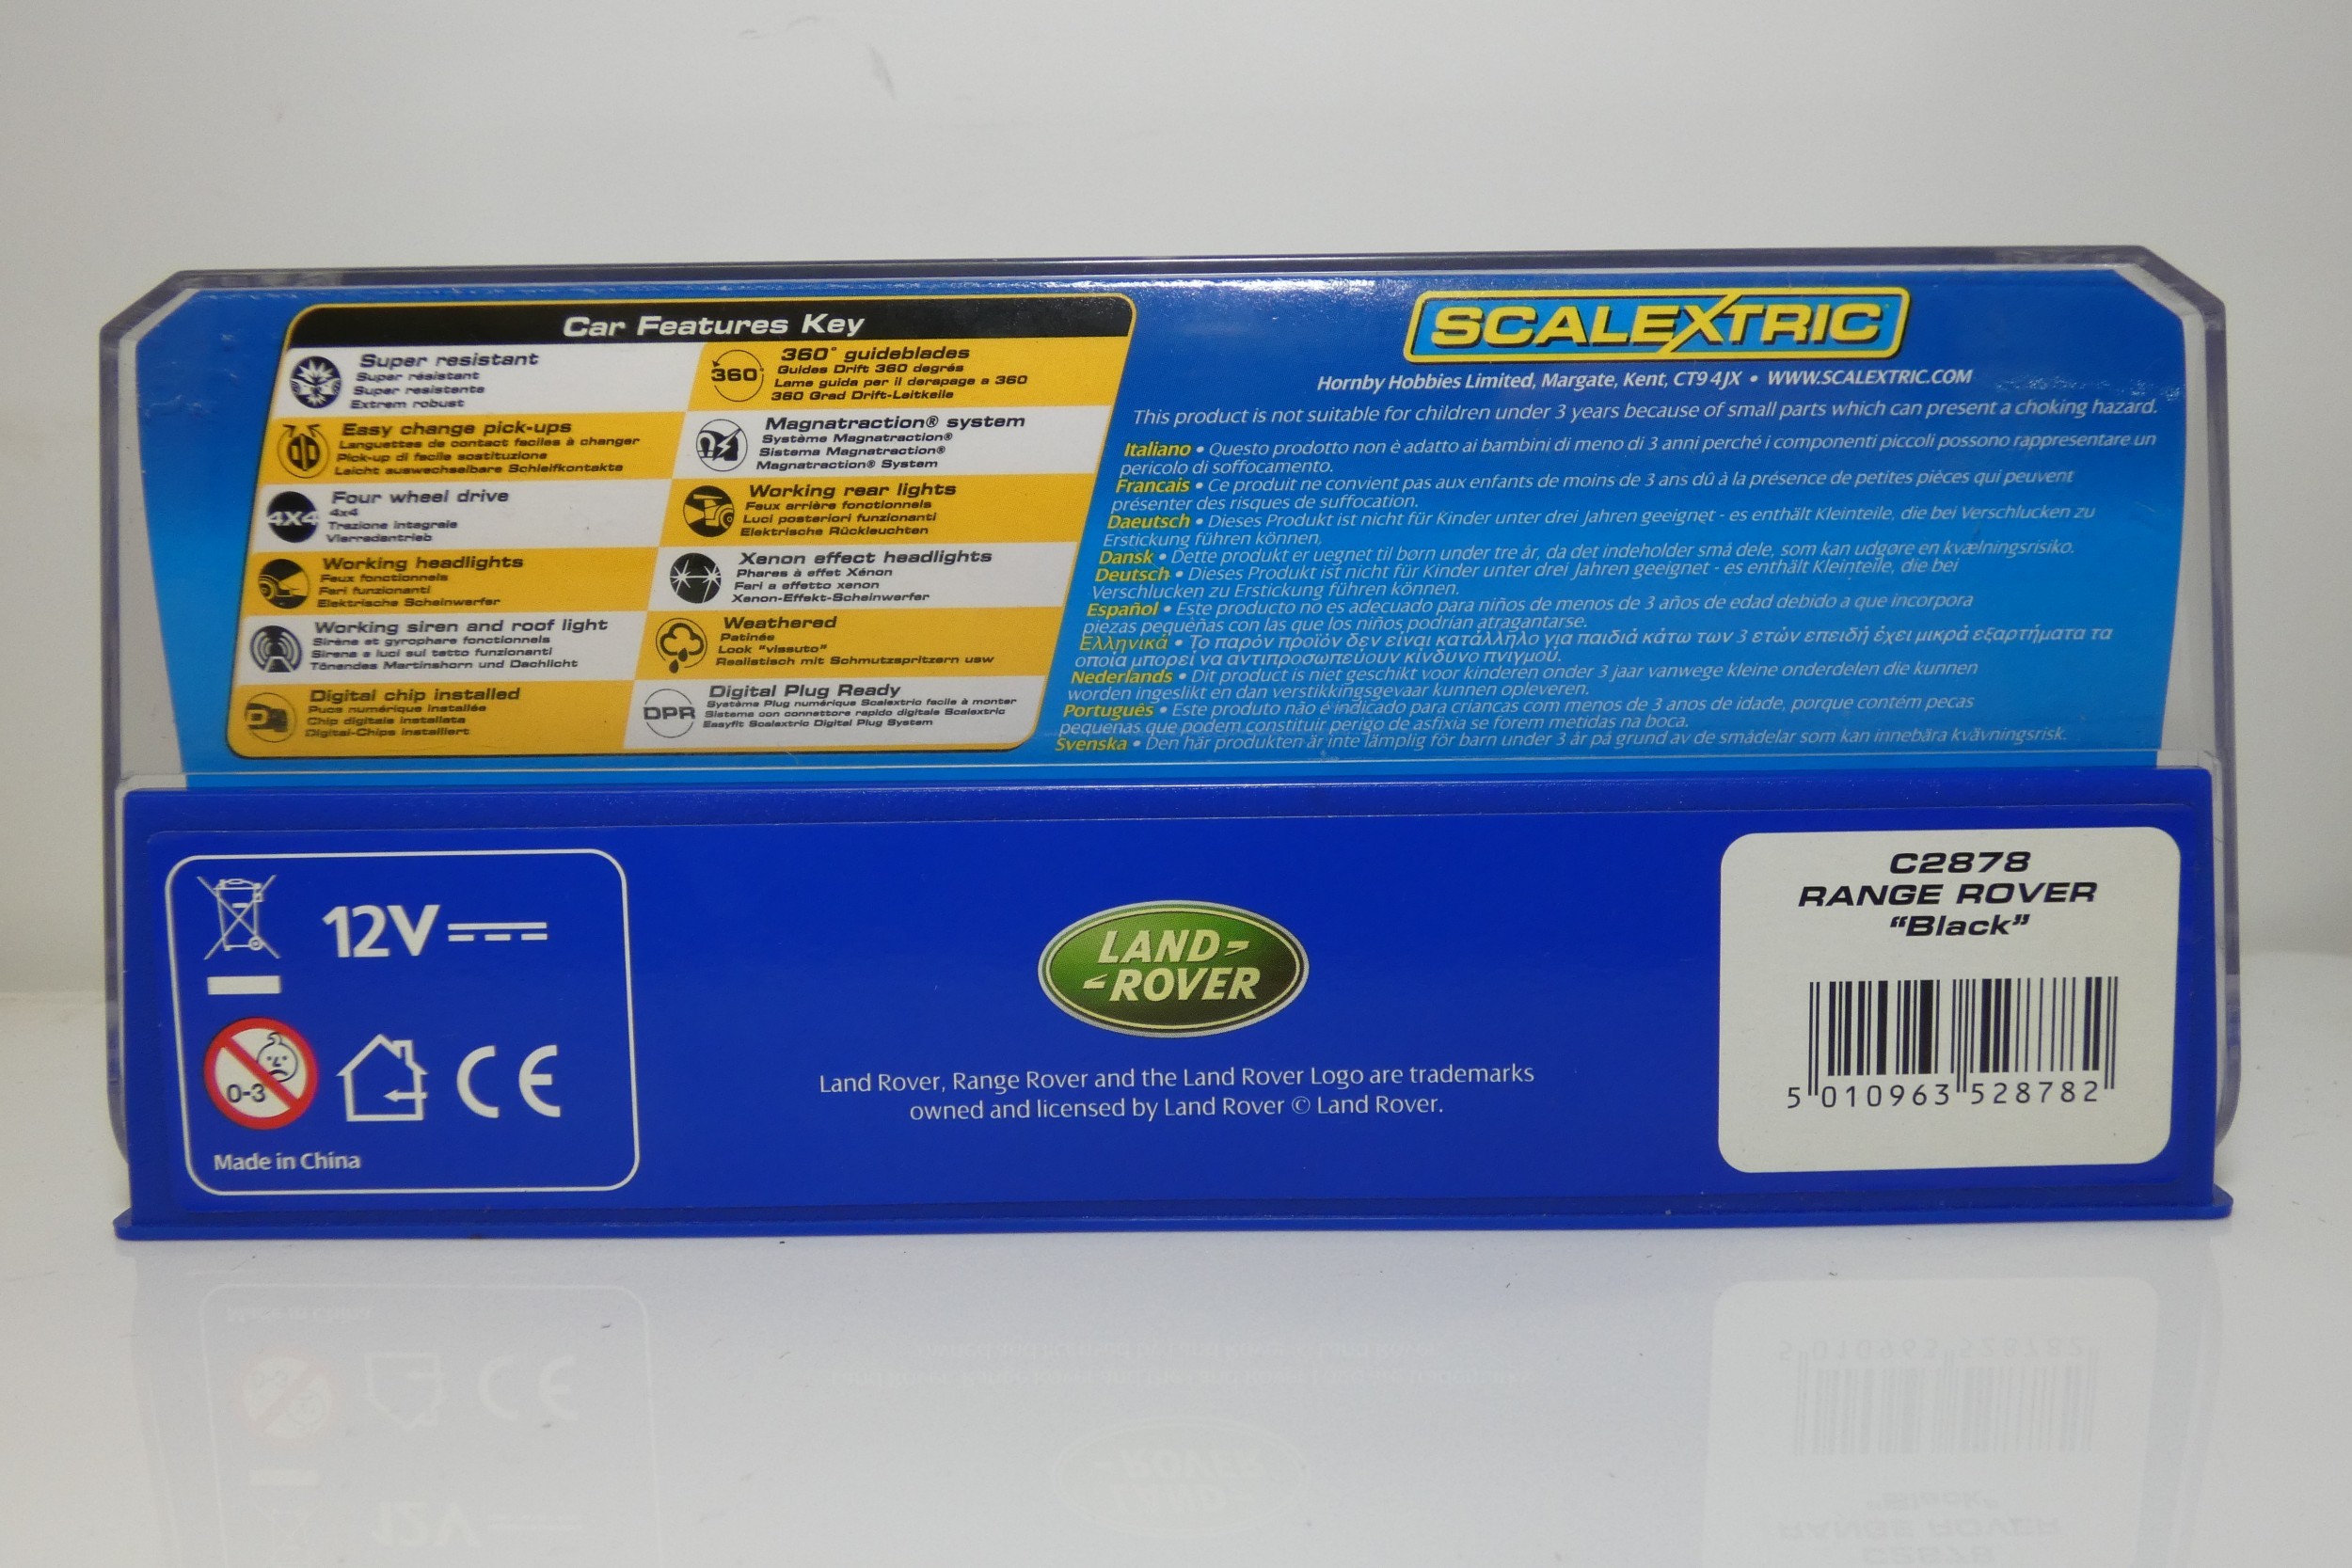 Car Features Key
Super resistant
Super résistant
Super resistente
Extrem robust
360° guideblades
Guides Drift 360 degrés
Lame guida per il derapage a 360
360 Grad Drift-Leitkeile
Easy change pick-ups
Languettes de contact faciles à changer
Pick-up di facile sostituzione
Leicht auswechselbare Schleifkontakte
Magnatraction® system
Système Magnatraction®
Sistema Magnatraction®
Magnatraction® System
4X4
Four wheel drive
4x4
Trazione integrale
Vierradantrieb
Working rear lights
Feux arrière fonctionnels
Luci posteriori funzionanti
Elektrische Rückleuchten
Working headlights
Feux fonctionnels
Fari funzionanti
Elektrische Scheinwerfer
Xenon effect headlights
Phares à effet Xénon
Fari a effetto xenon
Xenon-Effekt-Scheinwerfer
Working siren and roof light
Sirène et gyrophare fonctionnels
Sirena e luci sul tetto funzionanti
Tönendes Martinshorn und Dachlicht
Weathered
Patinée
Look "vissuto"
Realistisch mit Schmutzspritzern usw
D
Digital chip installed
Puce numérique installée
Chip digitale installata
Digital-Chips installiert
DPR
Digital Plug Ready
Système Plug numérique Scalextric facile à monter
Sistema con connettore rapido digitale Scalextric
Easyfit Scalextric Digital Plug System
SCALEXTRIC
Hornby Hobbies Limited, Margate, Kent, CT9 4JX • WWW.SCALEXTRIC.COM
This product is not suitable for children under 3 years because of small parts which can present a choking hazard.
Italiano • Questo prodotto non è adatto ai bambini di meno di 3 anni perché i componenti piccoli possono rappresentare un
pericolo di soffocamento.
Francais • Ce produit ne convient pas aux enfants de moins de 3 ans dû à la présence de petites pièces qui peuvent
présenter des risques de suffocation.
Daeutsch • Dieses Produkt ist nicht für Kinder unter drei Jahren geeignet - es enthält Kleinteile, die bei Verschlucken zu
Erstickung führen können,
Dansk • Dette produkt er uegnet til børn under tre år, da det indeholder små dele, som kan udgøre en kvælningsrisiko.
Deutsch • Dieses Produkt ist nicht für Kinder unter drei Jahren geeignet - es enthält Kleinteile, die bei
Verschlucken zu Erstickung führen können.
Español • Este producto no es adecuado para niños de menos de 3 años de edad debido a que incorpora
piezas pequeñas con las que los niños podrían atragantarse.
Ελληνικά • Το παρόν προϊόν δεν είναι κατάλληλο για παιδιά κάτω των 3 ετών επειδή έχει μικρά εξαρτήματα τα
οποία μπορεί να αντιπροσωπεύουν κίνδυνο πνιγμού.
Nederlands • Dit product is niet geschikt voor kinderen onder 3 jaar vanwege kleine onderdelen die kunnen
worden ingeslikt en dan verstikkingsgevaar kunnen opleveren.
Português • Este produto não é indicado para criancas com menos de 3 anos de idade, porque contém pecas
pequenas que podem constituir perigo de asfixia se forem metidas na boca.
Svenska • Den här produkten är inte lämplig för barn under 3 år på grund av de smådelar som kan innebära kvävningsrisk.
12V
0-3
CE
Made in China
LAND
ROVER
Land Rover, Range Rover and the Land Rover Logo are trademarks
owned and licensed by Land Rover © Land Rover.
C2878
RANGE ROVER
“Black”
5 010963 528782